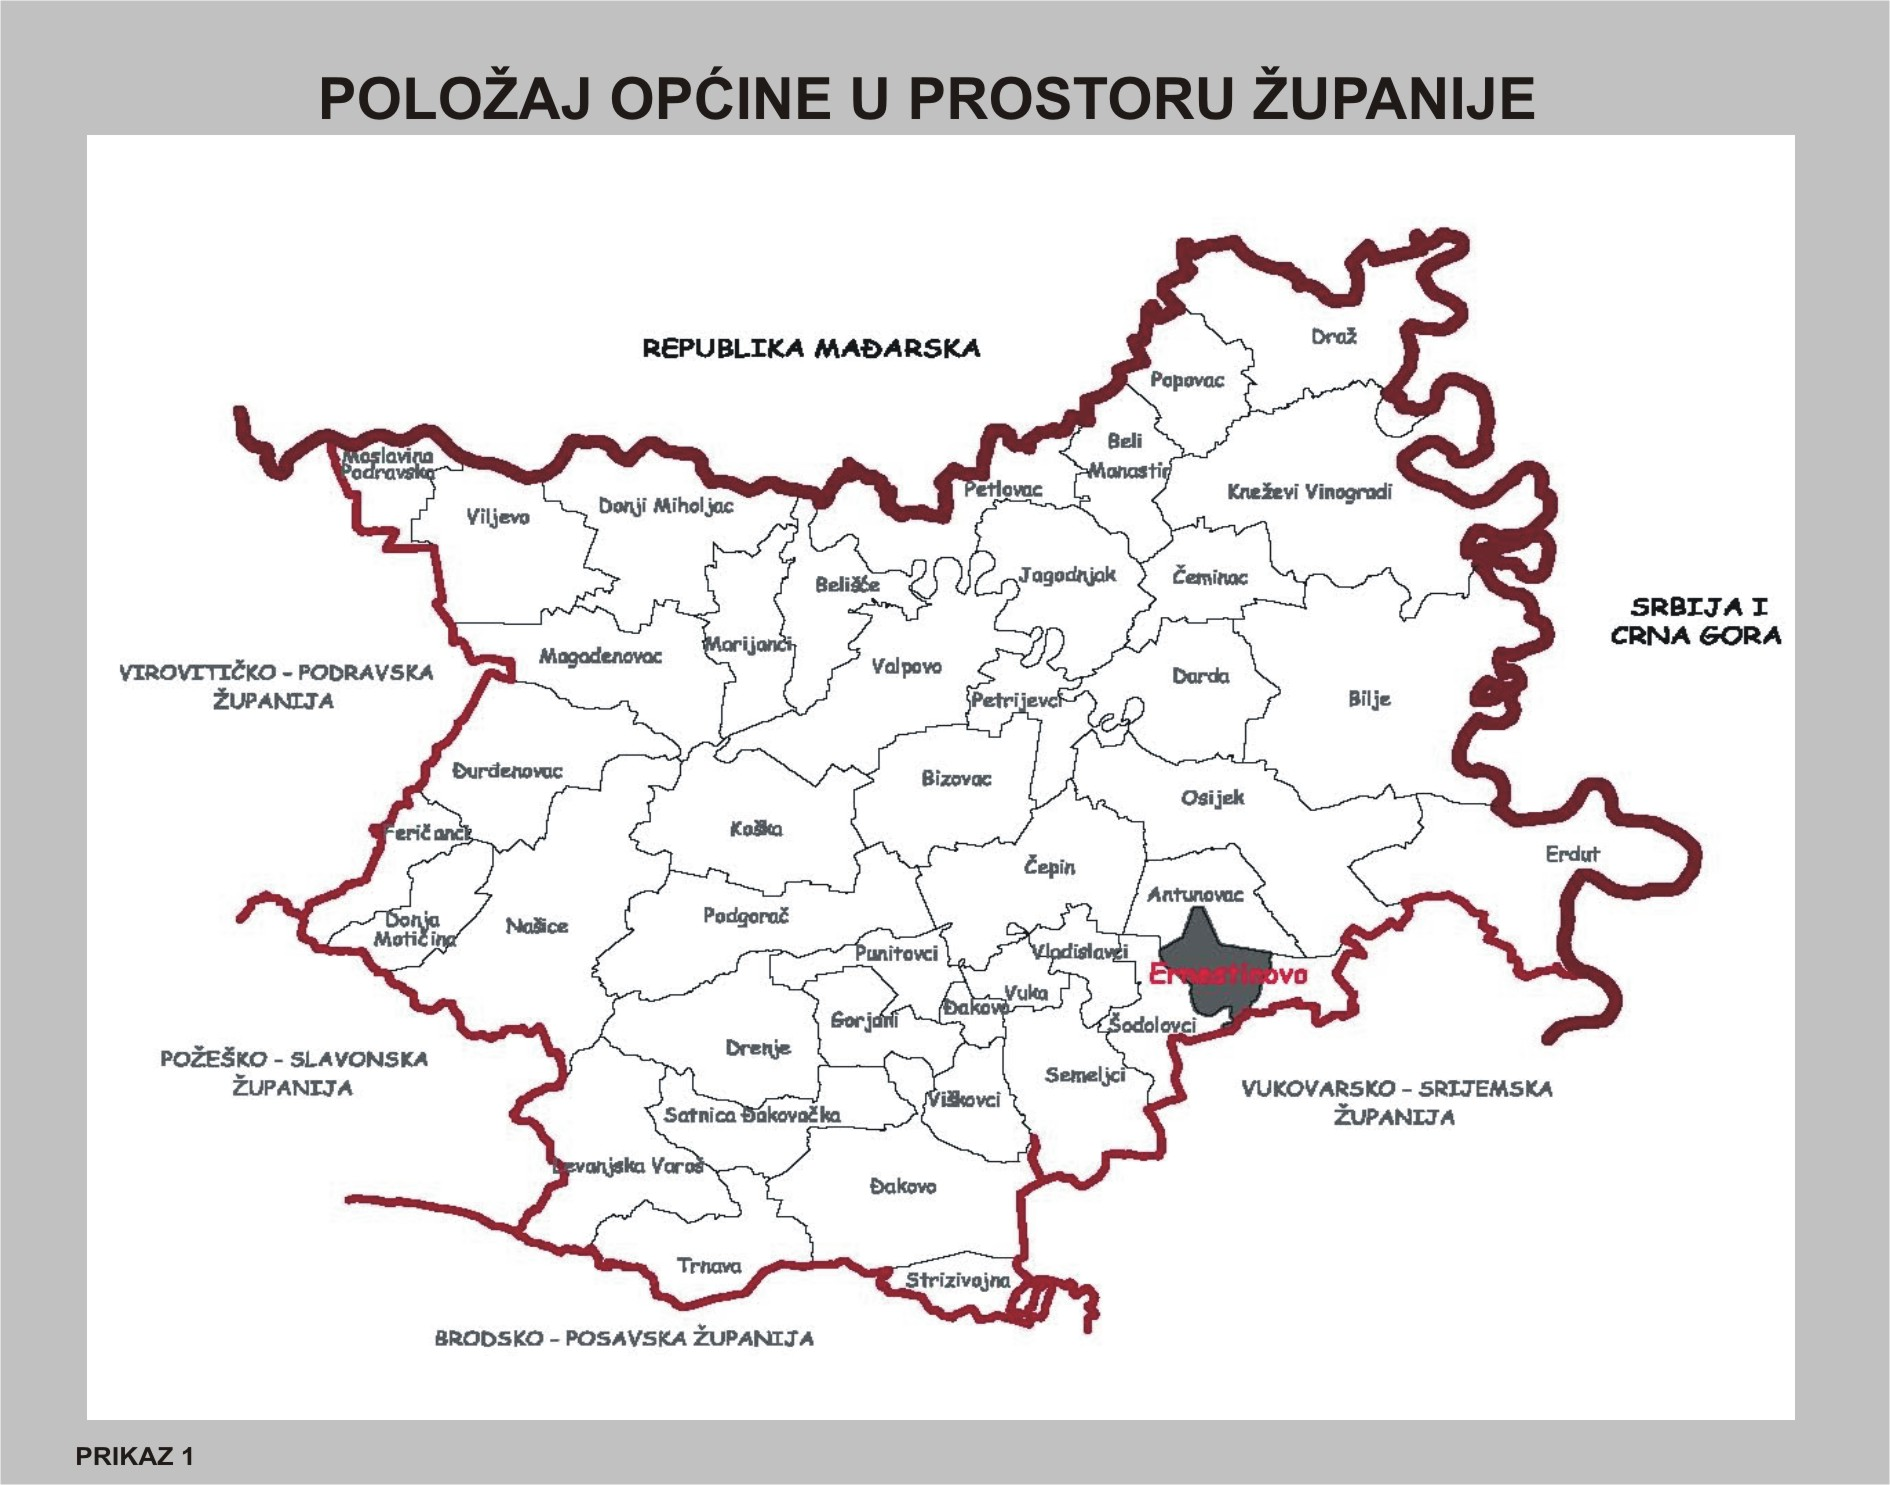 POLOŽAJ OPĆINE U PROSTORU ŽUPANIJE
REPUBLIKA MAĐARSKA
Draž
Popovac
Beli
Manastir
Moslavina
Podravska
Petlovac
Kneževi Vinogradi
Viljevo
Donji Miholjac
Jagodnjak
Čeminac
Belišće
SRBIJA I
CRNA GORA
Marijanci
Magadenovac
Valpovo
VIROVITIČKO - PODRAVSKA
ŽUPANIJA
Darda
Petrijevci
Bilje
Đurđenovac
Bizovac
Osijek
Feričanci
Koška
Erdut
Čepin
Antunovac
Podgorač
Donja
Motičina
Našice
Punitovci
Vladislavci
Ernestinovo
Vuka
Đakovo
Gorjani
Šodolovci
Drenje
POŽEŠKO - SLAVONSKA
ŽUPANIJA
Semeljci
VUKOVARSKO - SRIJEMSKA
ŽUPANIJA
Viškovci
Satnica Đakovačka
Levanjska Varoš
Đakovo
Trnava
Strizivojna
BRODSKO - POSAVSKA ŽUPANIJA
PRIKAZ 1